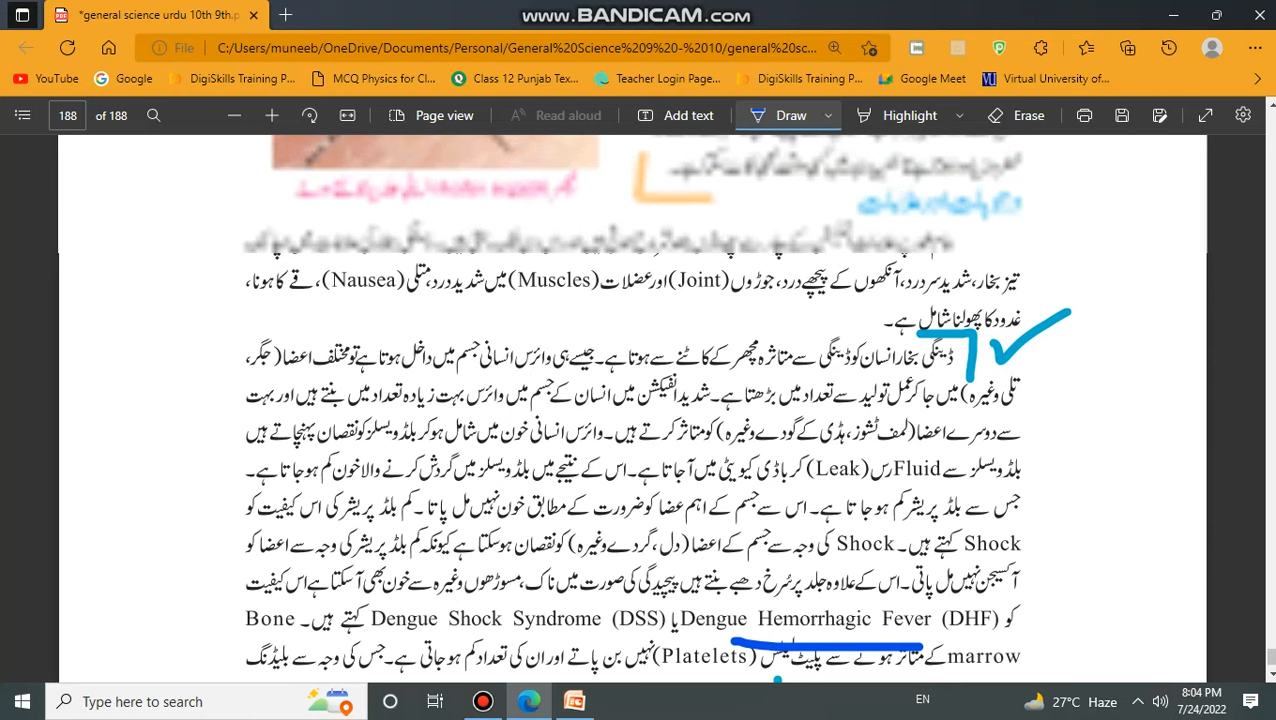 www.BANDICAM.com
*general science urdu 10th 9th.p
File
C:/Users/muneeb/OneDrive/Documents/Personal/General%20Science%209%20-%2010/general%20sc...
YouTube
Google
DigiSkills Training P...
MCQ Physics for Cl...
Class 12 Punjab Tex...
Teacher Login Page...
DigiSkills Training P...
Google Meet
Virtual University of...
188 of 188
Page view
Read aloud
Add text
Draw
Highlight
Erase
تیز بخار، شدید سر درد، آنکھوں کے پیچھے درد، جوڑوں (Joint) اور عضلات (Muscles) میں شدید درد، متلی (Nausea)، قے کا ہونا،
غدود کا پھولنا شامل ہے۔
ڈینگی بخار انسان کو ڈینگی سے متاثرہ مچھر کے کاٹنے سے ہوتا ہے۔ جیسے ہی وائرس انسانی جسم میں داخل ہوتا ہے تو مختلف اعضا (جگر،
تلی وغیرہ) میں جا کر عمل تولید سے تعداد میں بڑھتا ہے۔ شدید انفیکشن میں انسان کے جسم میں وائرس بہت زیادہ تعداد میں بنتے ہیں اور بہت
سے دوسرے اعضا (لمف ٹشوز، ہڈی کے گودے وغیرہ) کو متاثر کرتے ہیں۔ وائرس انسانی خون میں شامل ہو کر بلڈ ویسلز کو نقصان پہنچاتے ہیں
بلڈ ویسلز سے Fluid رس (Leak) کر باڈی کیویٹی میں آ جاتا ہے۔ اس کے نتیجے میں بلڈ ویسلز میں گردش کرنے والا خون کم ہو جاتا ہے۔
جس سے بلڈ پریشر کم ہو جاتا ہے۔ اس سے جسم کے اہم عضا کو ضرورت کے مطابق خون نہیں مل پاتا۔ کم بلڈ پریشر کی اس کیفیت کو
Shock کہتے ہیں۔ Shock کی وجہ سے جسم کے اعضا (دل، گردے وغیرہ) کو نقصان ہو سکتا ہے کیونکہ کم بلڈ پریشر کی وجہ سے اعضا کو
آکسیجن نہیں مل پاتی۔ اس کے علاوہ جلد پر سُرخ دھبے بنتے ہیں پیچیدگی کی صورت میں ناک، مسوڑھوں وغیرہ سے خون بھی آ سکتا ہے اس کیفیت
کو Dengue Hemorrhagic Fever (DHF) یا Dengue Shock Syndrome (DSS) کہتے ہیں۔ Bone
marrow کے متاثر ہونے سے پلیٹ لیٹس (Platelets) نہیں بن پاتے اور ان کی تعداد کم ہو جاتی ہے۔ جس کی وجہ سے بلیڈنگ
Type here to search
27°C Haze
EN
8:04 PM
7/24/2022